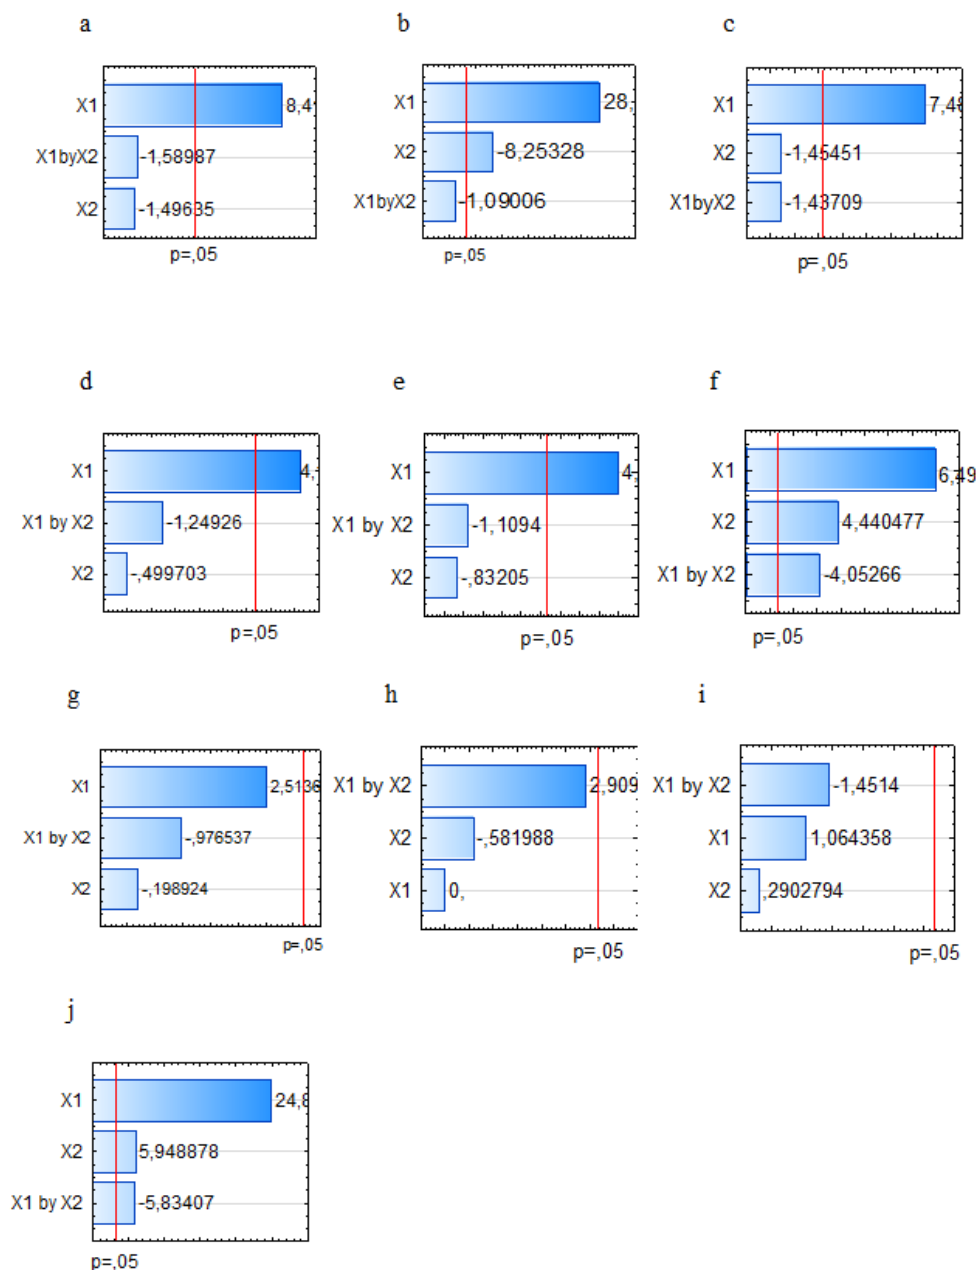 a
X1 8,4
X1byX2 -1,58987
X2 -1,49635
p=,05
b
X1 28,
X2 -8,25328
X1byX2 -1,09006
p=,05
c
X1 7,48
X2 -1,45451
X1byX2 -1,43709
p=,05
d
X1 4,
X1 by X2 -1,24926
X2 -,499703
p=,05
e
X1 4,
X1 by X2 -1,1094
X2 -,83205
p=,05
f
X1 6,49
X2 4,440477
X1 by X2 -4,05266
p=,05
g
X1 2,5136
X1 by X2 -,976537
X2 -,198924
p=,05
h
X1 by X2 2,909
X2 -,581988
X1 0,
p=,05
i
X1 by X2 -1,4514
X1 1,064358
X2 ,2902794
p=,05
j
X1 24,8
X2 5,948878
X1 by X2 -5,83407
p=,05